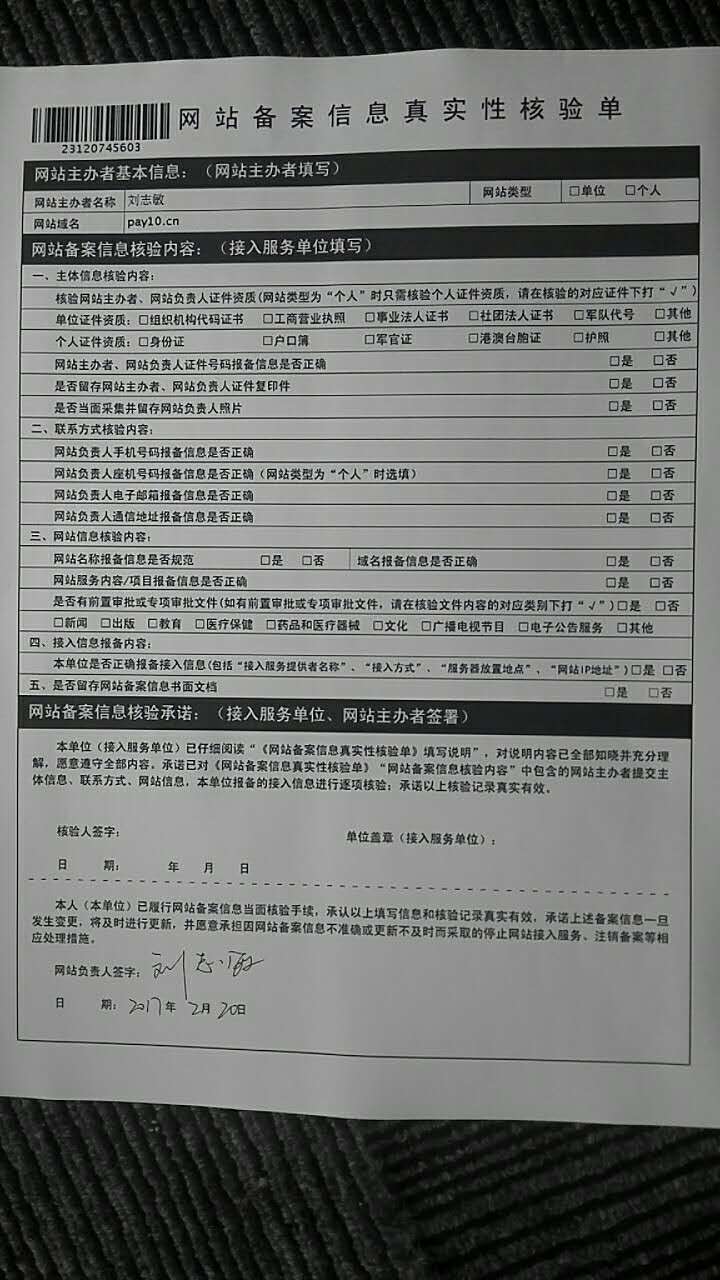 网站备案信息真实性核验单
23120745603
网站主办者基本信息：（网站主办者填写）
网站主办者名称 刘志敏 网站类型 □单位 □个人
网站域名 pay10.cn
网站备案信息核验内容：（接入服务单位填写）
一、主体信息核验内容：
核验网站主办者、网站负责人证件资质(网站类型为“个人”时只需核验个人证件资质，请在核验的对应证件下打“√”)
单位证件资质：□组织机构代码证书 □工商营业执照 □事业法人证书 □社团法人证书 □军队代号 □其他
个人证件资质：□身份证 □户口簿 □军官证 □港澳台胞证 □护照 □其他
网站主办者、网站负责人证件号码报备信息是否正确 □是 □否
是否留存网站主办者、网站负责人证件复印件 □是 □否
是否当面采集并留存网站负责人照片 □是 □否
二、联系方式核验内容：
网站负责人手机号码报备信息是否正确 □是 □否
网站负责人座机号码报备信息是否正确（网站类型为“个人”时选填） □是 □否
网站负责人电子邮箱报备信息是否正确 □是 □否
网站负责人通信地址报备信息是否正确 □是 □否
三、网站信息核验内容：
网站名称报备信息是否规范 □是 □否 域名报备信息是否正确 □是 □否
网站服务内容/项目报备信息是否正确 □是 □否
是否有前置审批或专项审批文件(如有前置审批或专项审批文件，请在核验文件内容的对应类别下打“√”)□是 □否
□新闻 □出版 □教育 □医疗保健 □药品和医疗器械 □文化 □广播电视节目 □电子公告服务 □其他
四、接入信息报备内容：
本单位是否正确报备接入信息(包括“接入服务提供者名称”、“接入方式”、“服务器放置地点”、“网站IP地址”)□是 □否
五、是否留存网站备案信息书面文档 □是 □否
网站备案信息核验承诺：（接入服务单位、网站主办者签署）
本单位（接入服务单位）已仔细阅读“《网站备案信息真实性核验单》填写说明”，对说明内容已全部知晓并充分理
解，愿意遵守全部内容。承诺已对《网站备案信息真实性核验单》“网站备案信息核验内容”中包含的网站主办者提交主
体信息、联系方式、网站信息，本单位报备的接入信息进行逐项核验；承诺以上核验记录真实有效。
核验人签字： 单位盖章（接入服务单位）：
日 期： 年 月 日
本人（本单位）已履行网站备案信息当面核验手续，承认以上填写信息和核验记录真实有效，承诺上述备案信息一旦
发生变更，将及时进行更新，并愿意承担因网站备案信息不准确或更新不及时而采取的停止网站接入服务、注销备案等相
应处理措施。
网站负责人签字：刘志敏
日 期：2017年 2月 20日